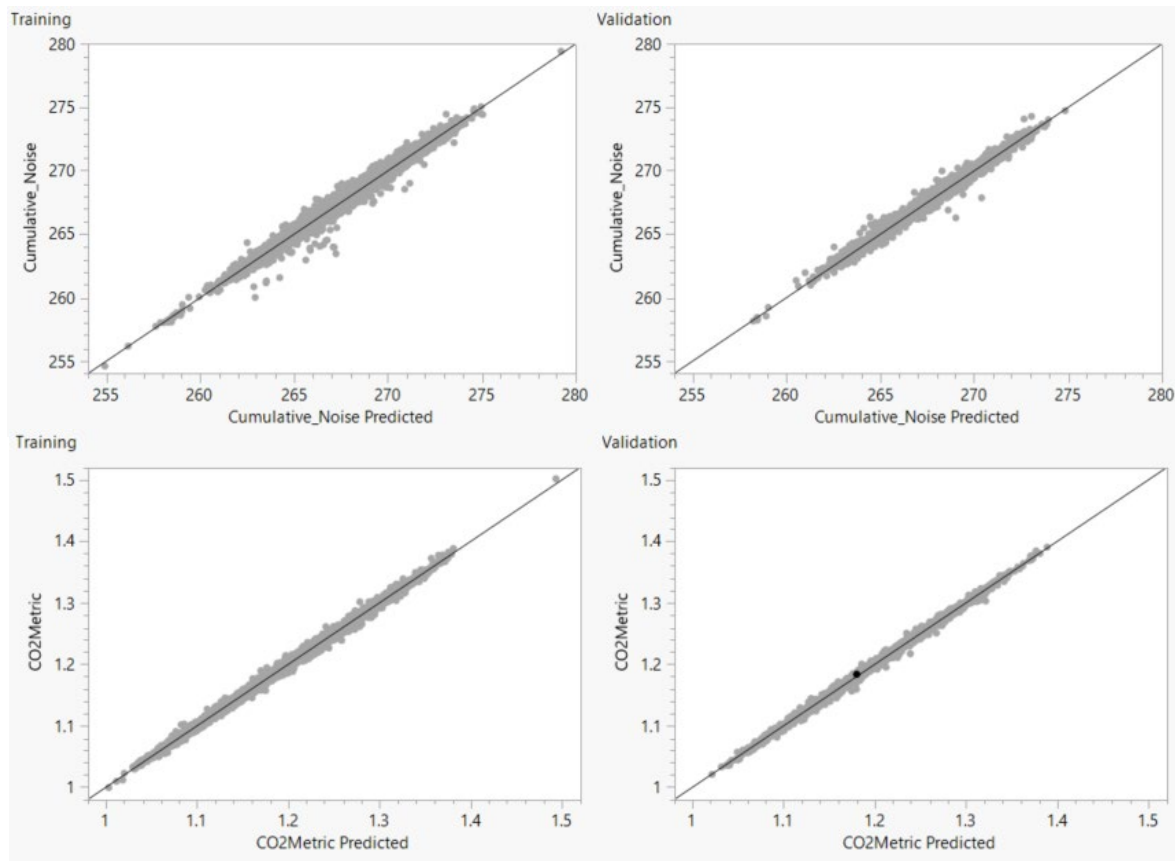 Training
Validation
280
275
270
265
260
255
Cumulative_Noise
255 260 265 270 275 280
Cumulative_Noise Predicted
280
275
270
265
260
255
Cumulative_Noise
255 260 265 270 275 280
Cumulative_Noise Predicted
Training
Validation
1.5
1.4
1.3
1.2
1.1
1
CO2Metric
1 1.1 1.2 1.3 1.4 1.5
CO2Metric Predicted
1.5
1.4
1.3
1.2
1.1
1
CO2Metric
1 1.1 1.2 1.3 1.4 1.5
CO2Metric Predicted